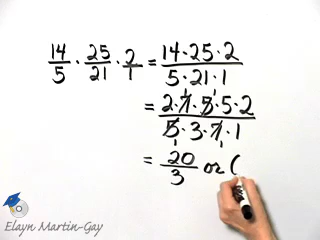 14/5 · 25/21 · 2/1 = 14·25·2 / 5·21·1
= 2·7·5·5·2 / 5·3·7·1
= 20/3 or (
Elayn Martin-Gay